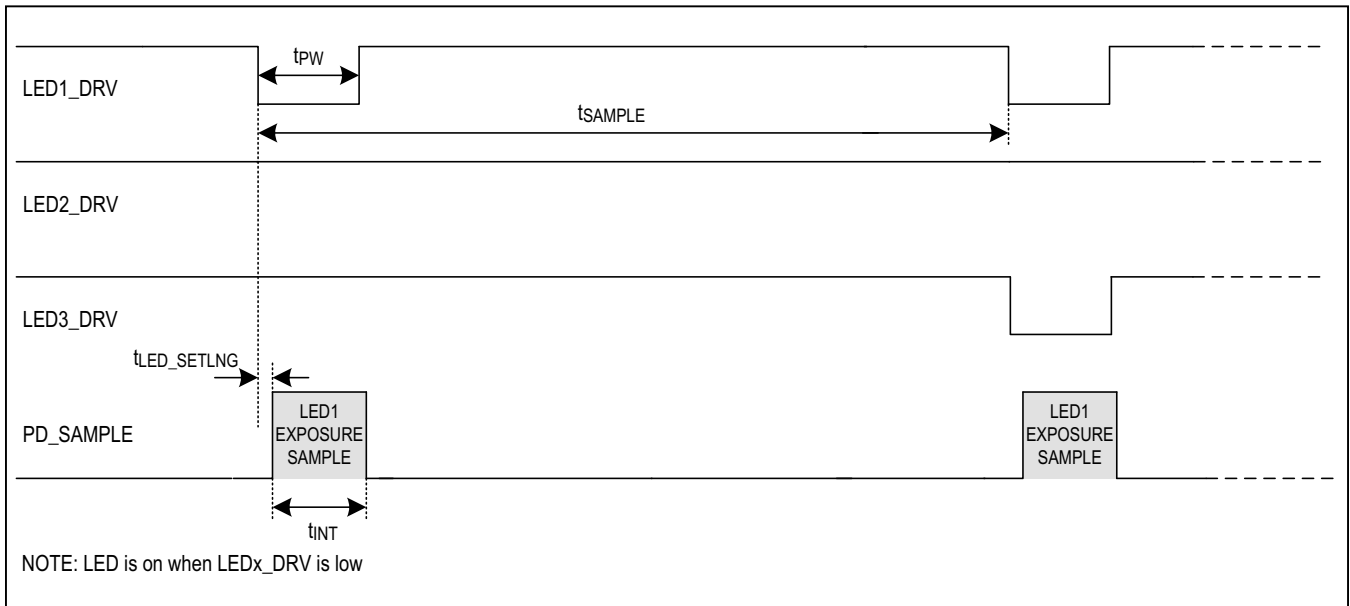 tPW
LED1_DRV
tSAMPLE
LED2_DRV
LED3_DRV
tLED_SETLNG
LED1
EXPOSURE
SAMPLE
LED1
EXPOSURE
SAMPLE
PD_SAMPLE
tINT
NOTE: LED is on when LEDx_DRV is low